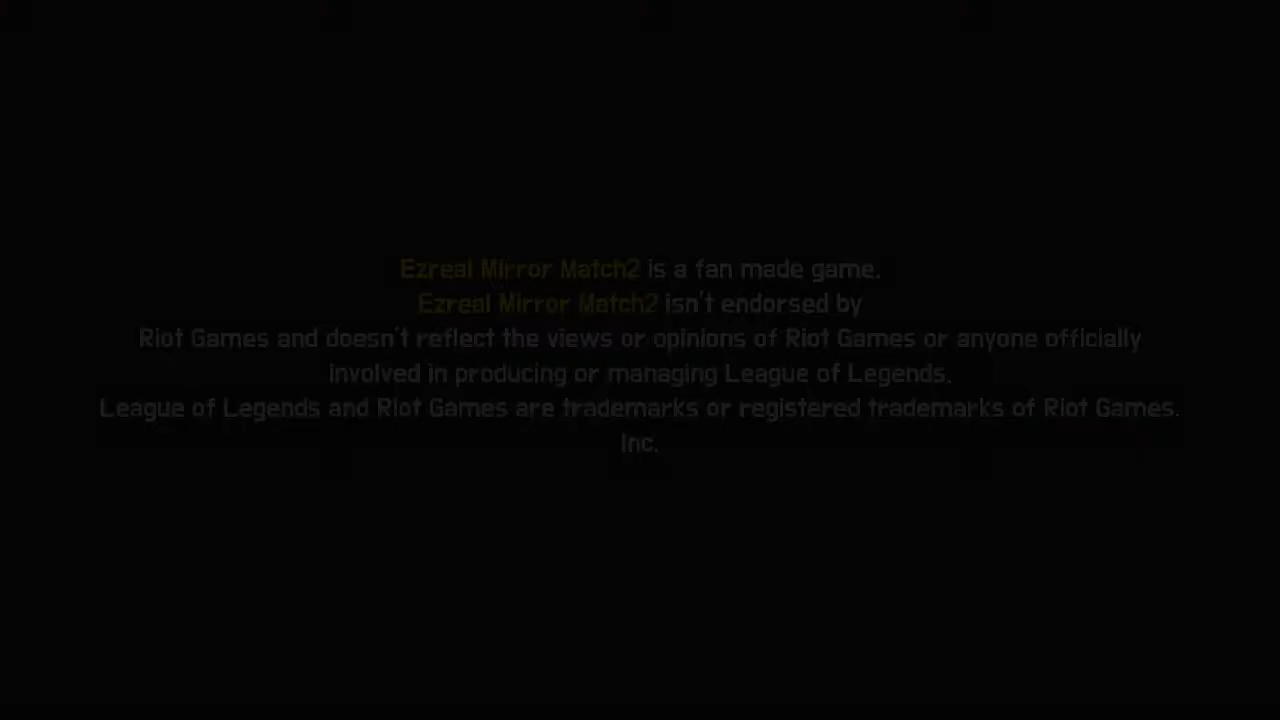 Ezreal Mirror Match2 is a fan made game.
Ezreal Mirror Match2 isn't endorsed by
Riot Games and doesn't reflect the views or opinions of Riot Games or anyone officially
involved in producing or managing League of Legends.
League of Legends and Riot Games are trademarks or registered trademarks of Riot Games.
Inc.